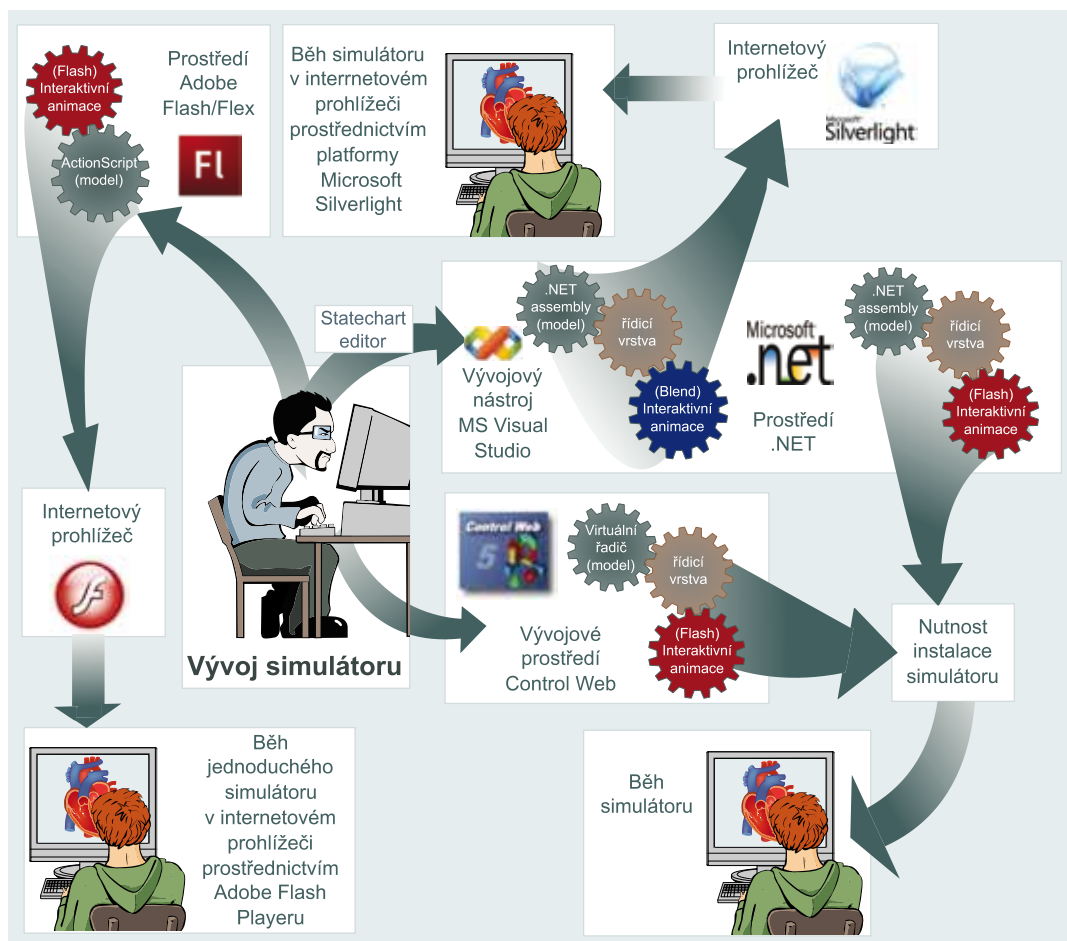 (Flash)
Interaktivní
animace
ActionScript
(model)
Prostředí
Adobe
Flash/Flex
Fl
Běh simulátoru
v interrnetovém
prohlížeči
prostřednictvím
platformy
Microsoft
Silverlight
Internetový
prohlížeč
Microsoft
Silverlight
Statechart
editor
Vývojový
nástroj
MS Visual
Studio
.NET
assembly
(model)
řídicí
vrstva
(Blend)
Interaktivní
animace
Microsoft
.net
Prostředí
.NET
.NET
assembly
(model)
řídicí
vrstva
(Flash)
Interaktivní
animace
Vývoj simulátoru
Internetový
prohlížeč
Control Web
5
Virtuální
řadič
(model)
řídicí
vrstva
(Flash)
Interaktivní
animace
Vývojové
prostředí
Control Web
Nutnost
instalace
simulátoru
Běh
jednoduchého
simulátoru
v internetovém
prohlížeči
prostřednictvím
Adobe Flash
Playeru
Běh
simulátoru